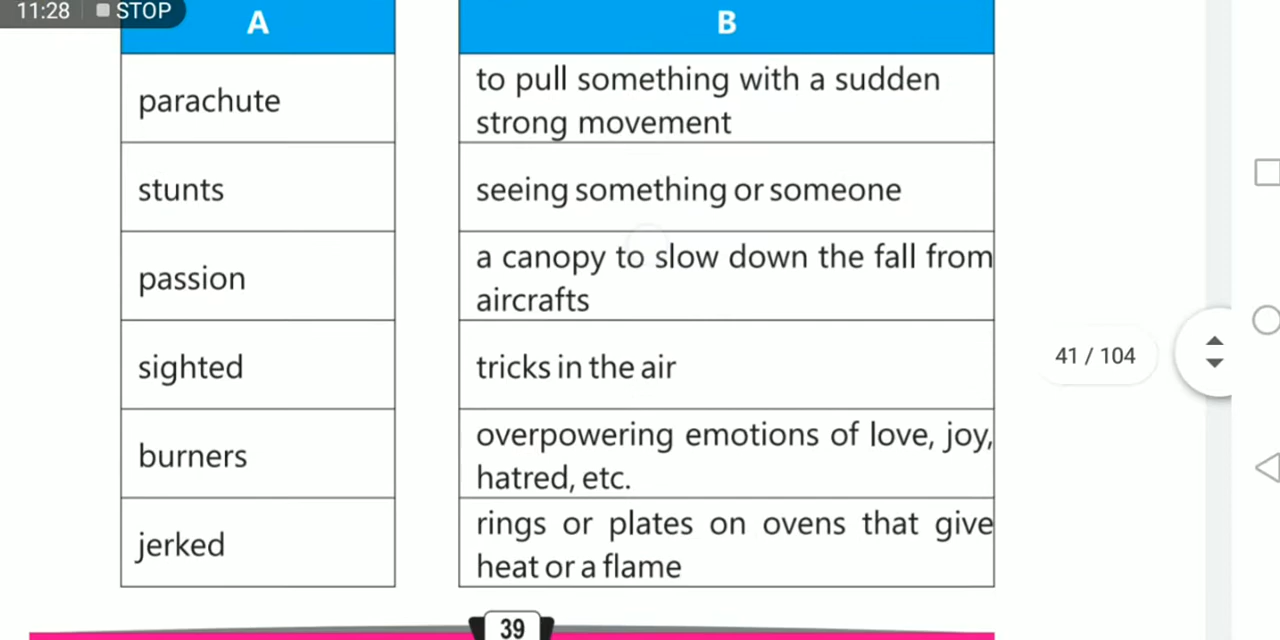 11:28 STOP
A B
parachute
to pull something with a sudden
strong movement
stunts
seeing something or someone
passion
a canopy to slow down the fall from
aircrafts
sighted
tricks in the air
burners
overpowering emotions of love, joy,
hatred, etc.
jerked
rings or plates on ovens that give
heat or a flame
41 / 104
39